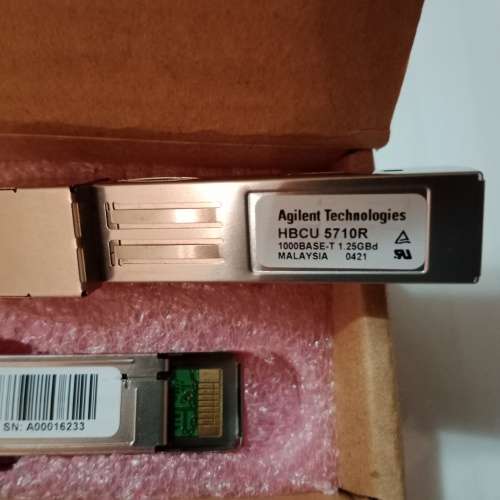 Agilent Technologies
HBCU 5710R
1000BASE-T 1.25GBd
MALAYSIA 0421
SN: A00016233